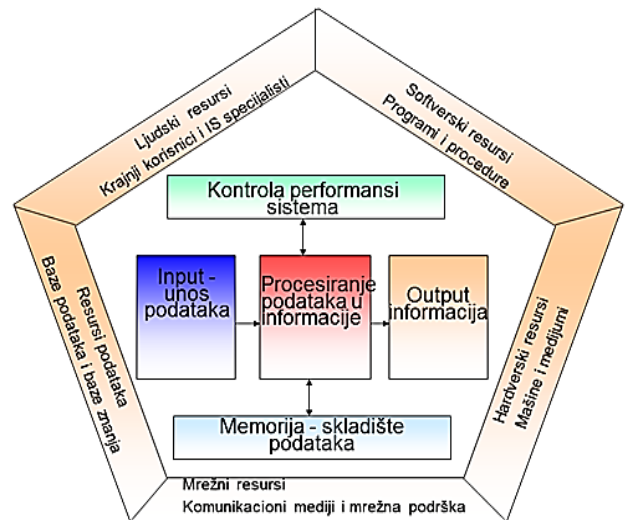 Ljudski resursi
Krajnji korisnici i IS specijalisti
Softverski resursi
Programi i procedure
Kontrola performansi
sistema
Input -
unos
podataka
Procesiranje
podataka u
informacije
Output
informacija
Memorija - skladište
podataka
Resursi podataka
Baze podataka i baze znanja
Hardverski resursi
Mašine i medijumi
Mrežni resursi
Komunikacioni mediji i mrežna podrška